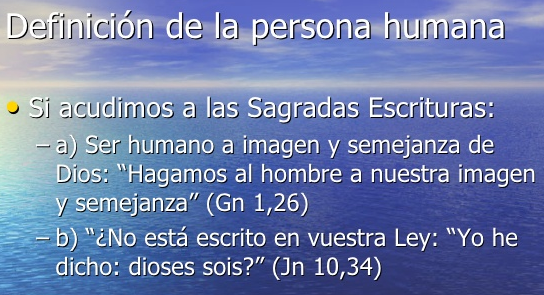 Definición de la persona humana
• Si acudimos a las Sagradas Escrituras:
– a) Ser humano a imagen y semejanza de
Dios: “Hagamos al hombre a nuestra imagen
y semejanza” (Gn 1,26)
– b) “¿No está escrito en vuestra Ley: “Yo he
dicho: dioses sois?” (Jn 10,34)